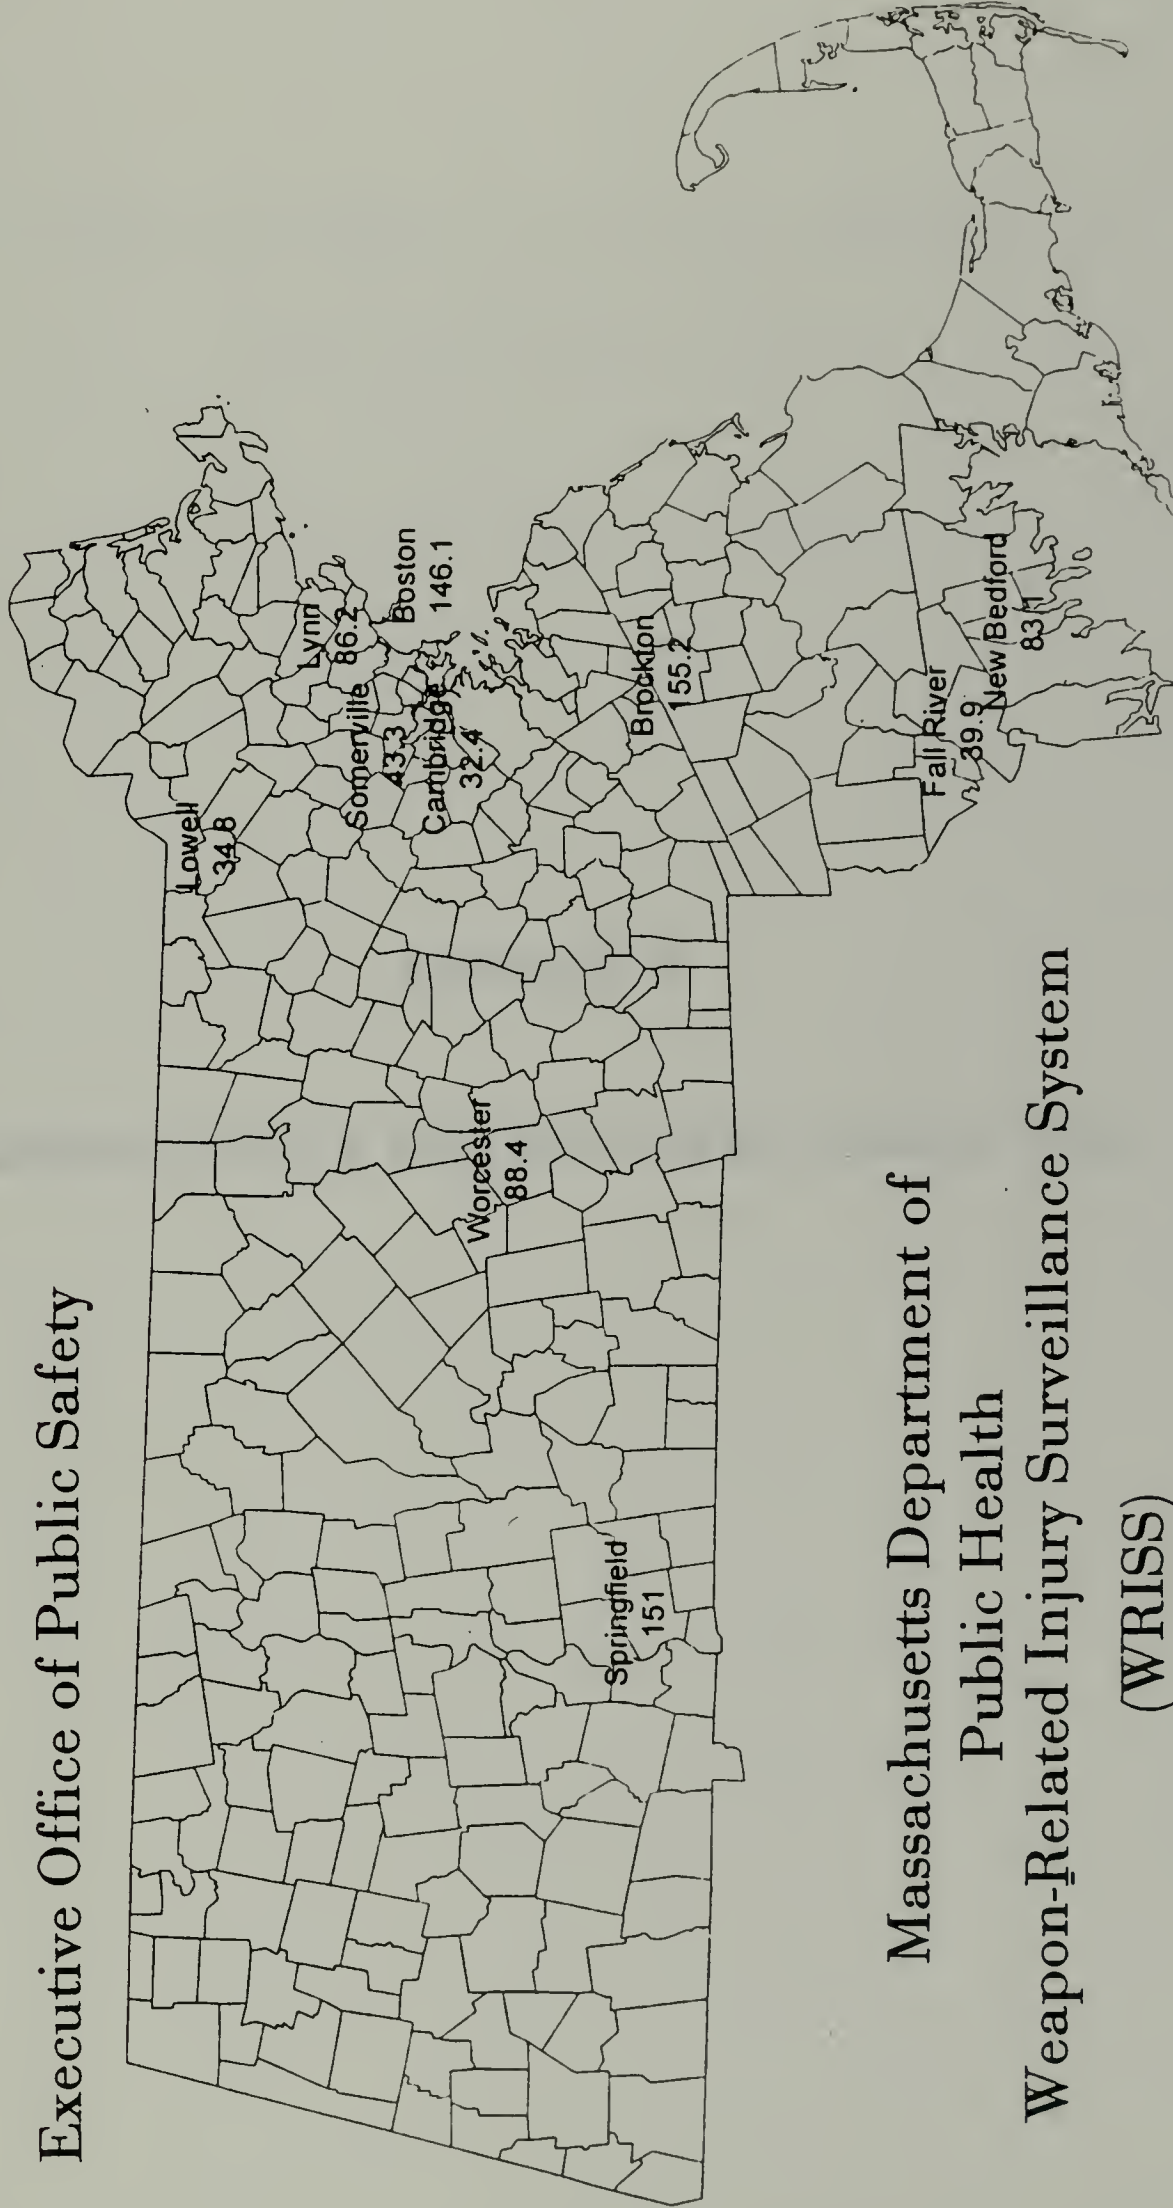 Executive Office of Public Safety
Lowell
34.8
Lynn
86.2
Somerville
43.3
Boston
146.1
Cambridge
32.4
Worcester
88.4
Springfield
151
Brockton
155.2
Fall River
39.9
New Bedford
83.1
Massachusetts Department of
Public Health
Weapon-Related Injury Surveillance System
(WRISS)